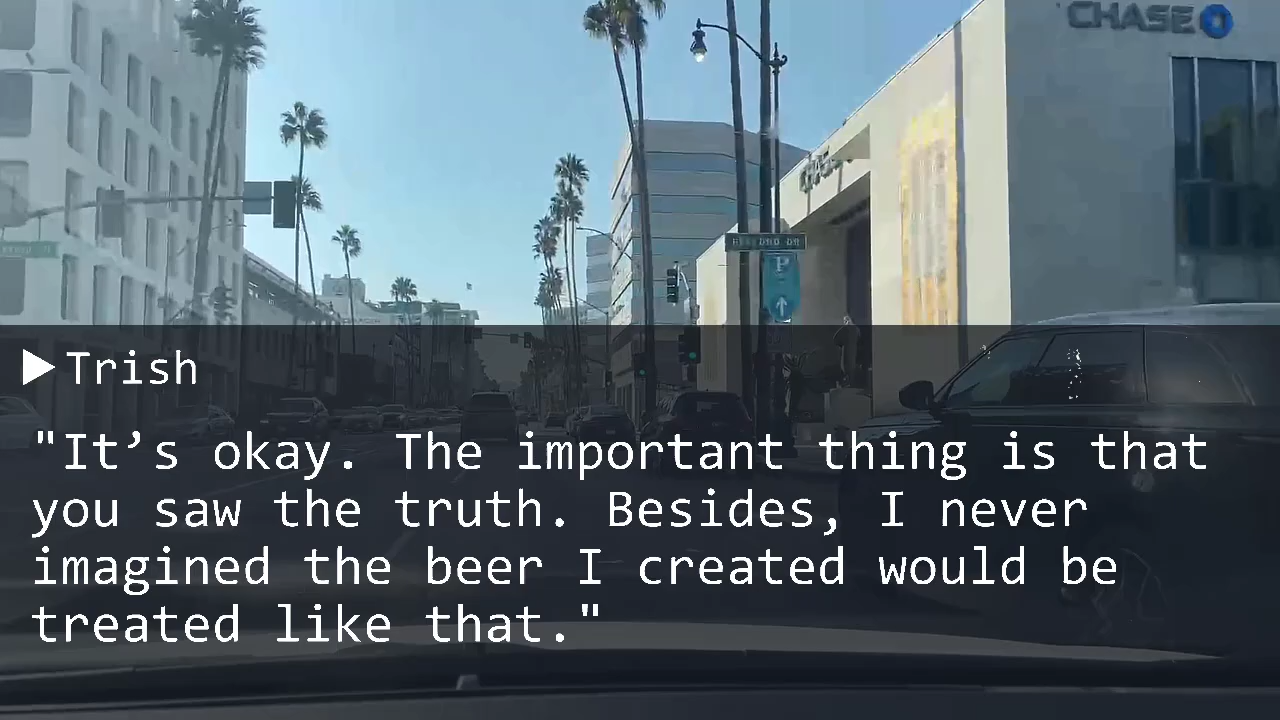 CHASE
P
▶Trish
"It’s okay. The important thing is that
you saw the truth. Besides, I never
imagined the beer I created would be
treated like that."